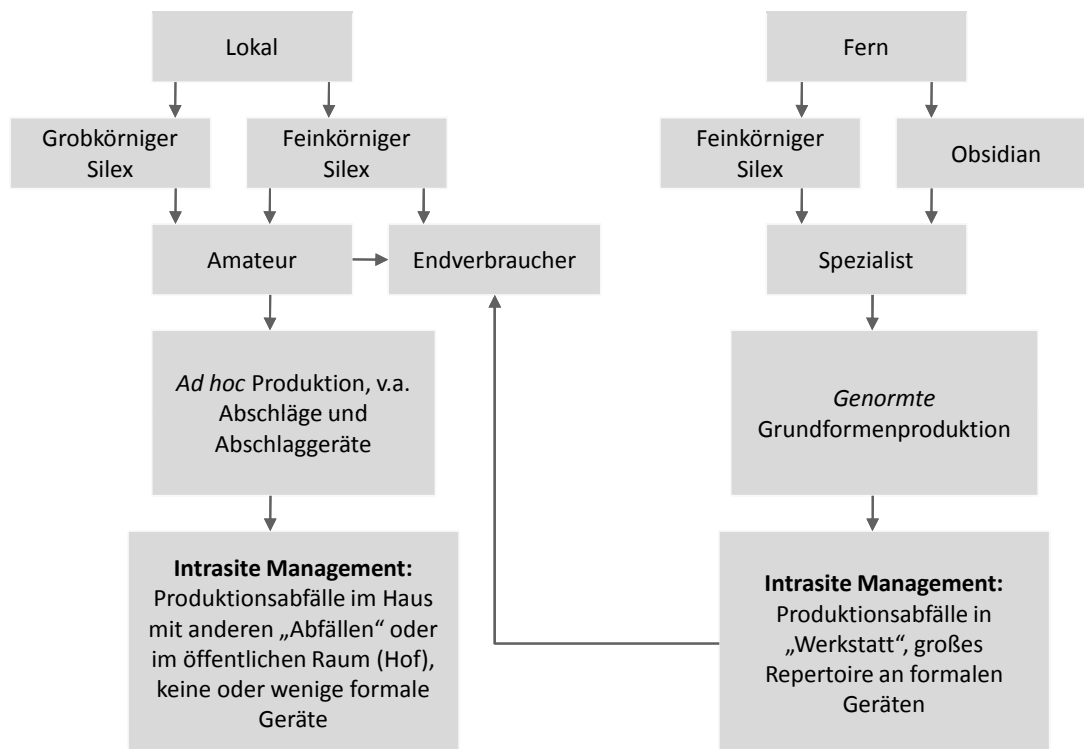 Lokal
Fern
Grobkörniger
Silex
Feinkörniger
Silex
Feinkörniger
Silex
Obsidian
Amateur
Endverbraucher
Spezialist
Ad hoc Produktion, v.a.
Abschläge und
Abschlaggeräte
Genormte
Grundformenproduktion
Intrasite Management:
Produktionsabfälle im Haus
mit anderen „Abfällen“ oder
im öffentlichen Raum (Hof),
keine oder wenige formale
Geräte
Intrasite Management:
Produktionsabfälle in
„Werkstatt“, großes
Repertoire an formalen
Geräten